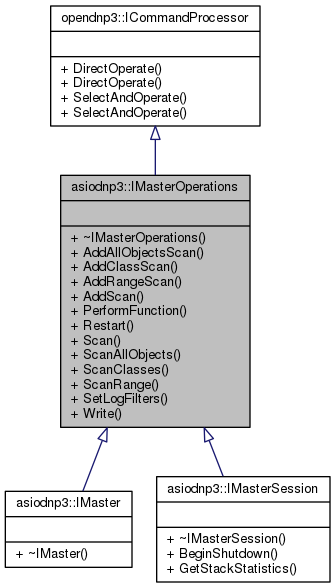 opendnp3::ICommandProcessor
+ DirectOperate()
+ DirectOperate()
+ SelectAndOperate()
+ SelectAndOperate()
asiodnp3::IMasterOperations
+ ~IMasterOperations()
+ AddAllObjectsScan()
+ AddClassScan()
+ AddRangeScan()
+ AddScan()
+ PerformFunction()
+ Restart()
+ Scan()
+ ScanAllObjects()
+ ScanClasses()
+ ScanRange()
+ SetLogFilters()
+ Write()
asiodnp3::IMaster
+ ~IMaster()
asiodnp3::IMasterSession
+ ~IMasterSession()
+ BeginShutdown()
+ GetStackStatistics()